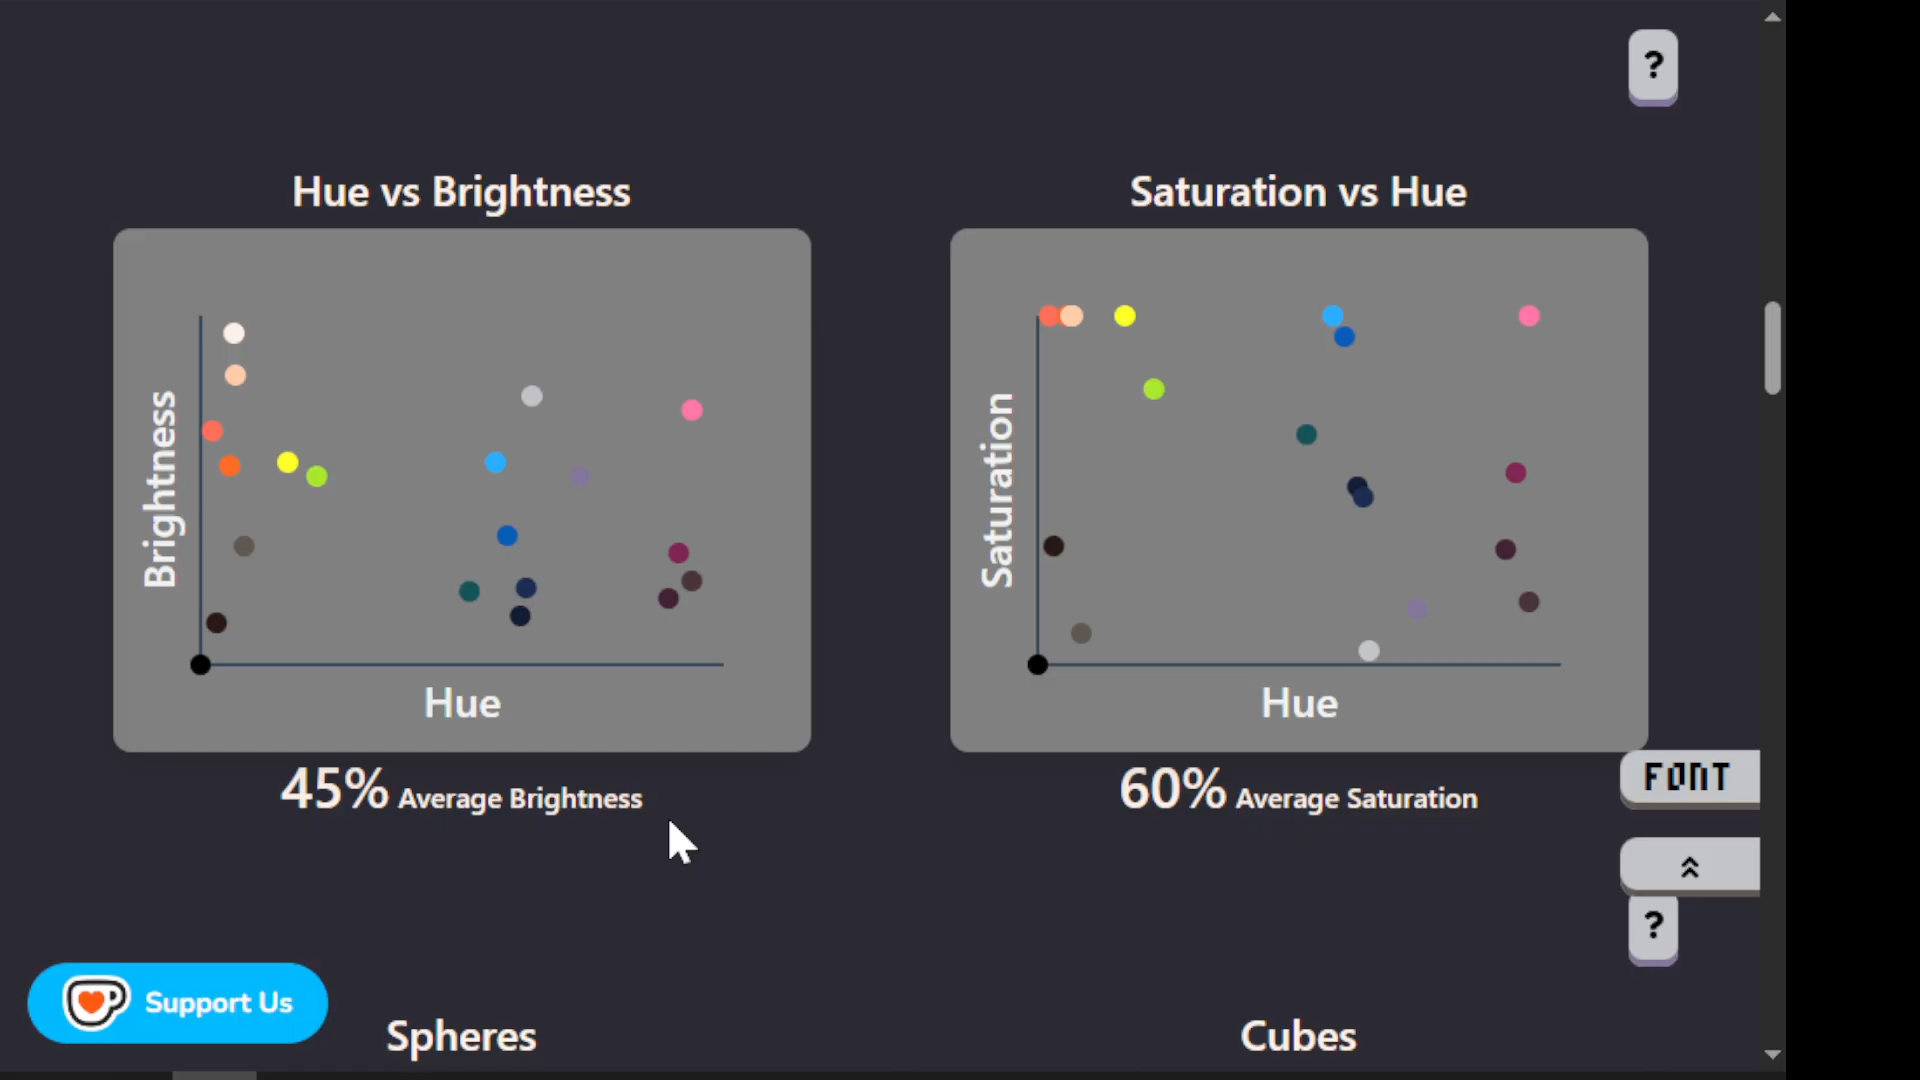 ?
Hue vs Brightness
Saturation vs Hue
Brightness
Saturation
Hue
Hue
45% Average Brightness
60% Average Saturation
FONT
?
Support Us
Spheres
Cubes